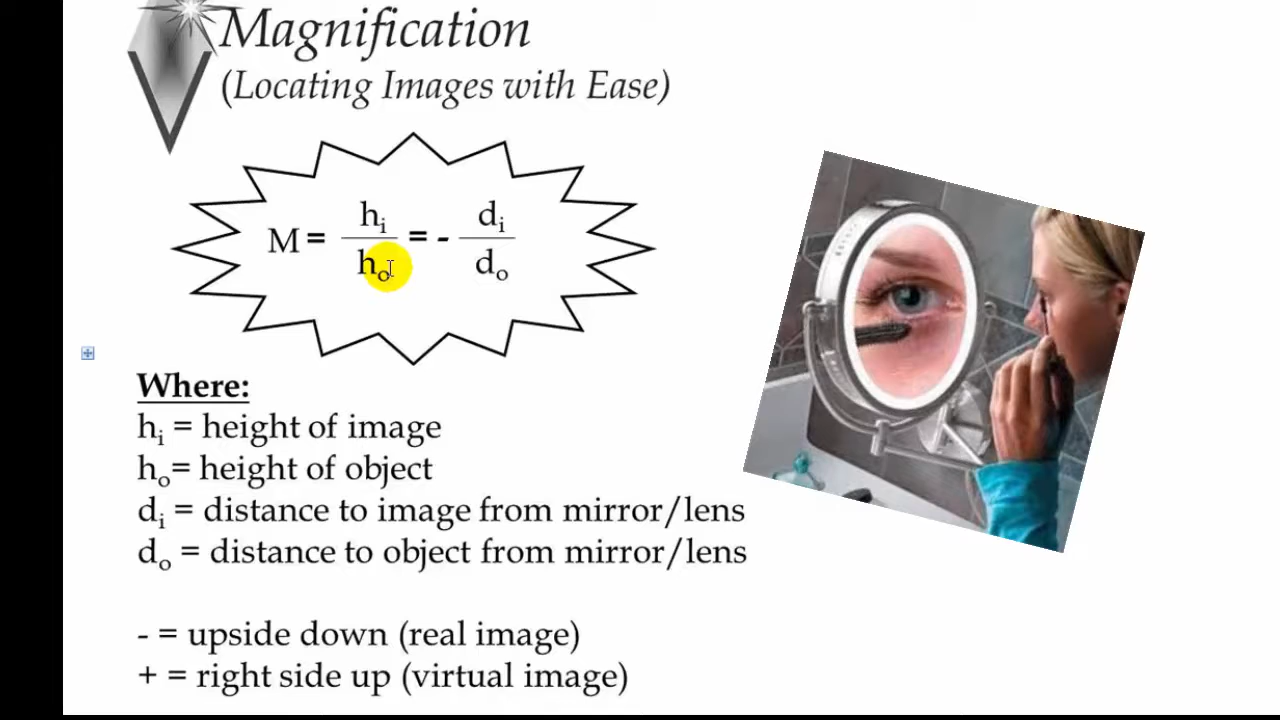 Magnification
(Locating Images with Ease)
M = hᵢ/hₒ = - dᵢ/dₒ
Where:
hᵢ = height of image
hₒ= height of object
dᵢ = distance to image from mirror/lens
dₒ = distance to object from mirror/lens
- = upside down (real image)
+ = right side up (virtual image)